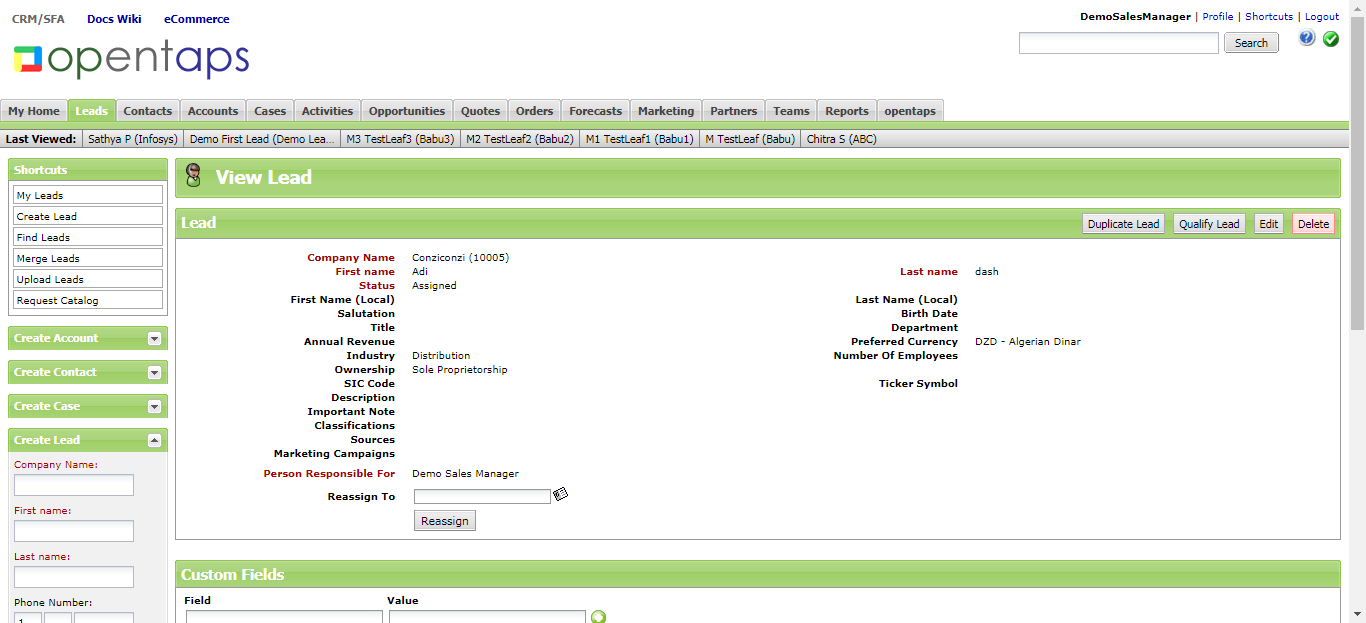 CRM/SFA Docs Wiki eCommerce
DemoSalesManager | Profile | Shortcuts | Logout
opentaps
Search
?
My Home Leads Contacts Accounts Cases Activities Opportunities Quotes Orders Forecasts Marketing Partners Teams Reports opentaps
Last Viewed: Sathya P (Infosys) Demo First Lead (Demo Lea... M3 TestLeaf3 (Babu3) M2 TestLeaf2 (Babu2) M1 TestLeaf1 (Babu1) M TestLeaf (Babu) Chitra S (ABC)
Shortcuts
My Leads
Create Lead
Find Leads
Merge Leads
Upload Leads
Request Catalog
Create Account
Create Contact
Create Case
Create Lead
Company Name:
First name:
Last name:
Phone Number:
1
View Lead
Lead Duplicate Lead Qualify Lead Edit Delete
Company Name Conziconzi (10005)
First name Adi Last name dash
Status Assigned
First Name (Local) Last Name (Local)
Salutation Birth Date
Title Department
Annual Revenue Preferred Currency DZD - Algerian Dinar
Industry Distribution Number Of Employees
Ownership Sole Proprietorship
SIC Code Ticker Symbol
Description
Important Note
Classifications
Sources
Marketing Campaigns
Person Responsible For Demo Sales Manager
Reassign To
Reassign
Custom Fields
Field Value